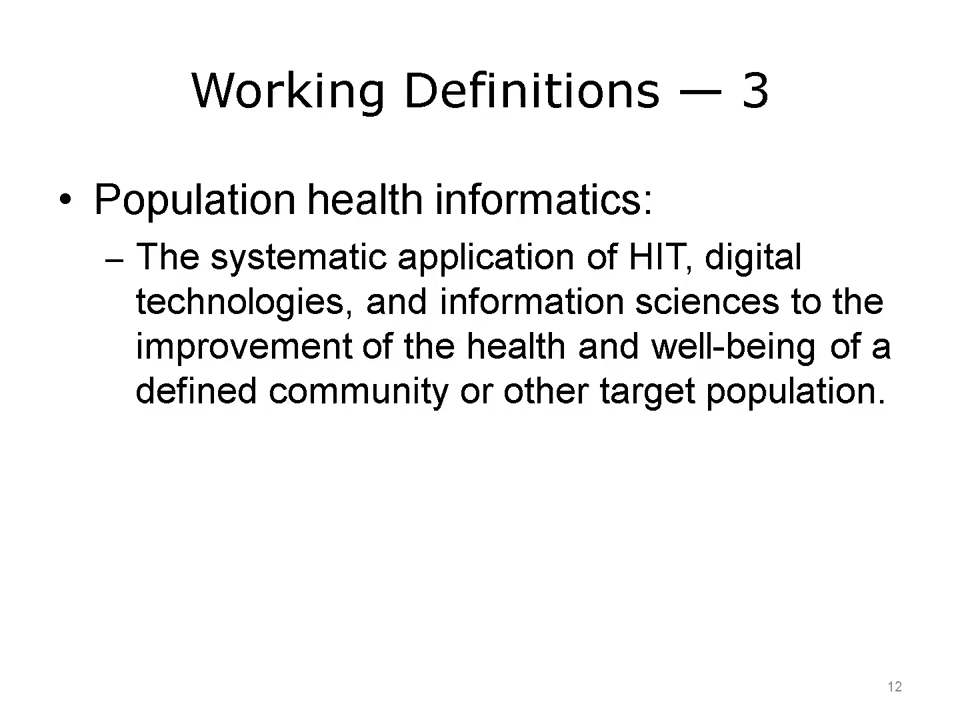 Working Definitions — 3
• Population health informatics:
– The systematic application of HIT, digital
technologies, and information sciences to the
improvement of the health and well-being of a
defined community or other target population.
12